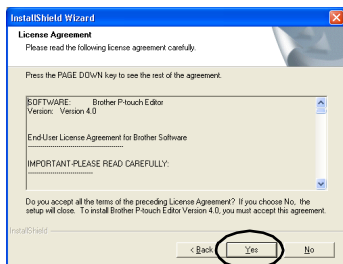 InstallShield Wizard
License Agreement
Please read the following license agreement carefully.
Press the PAGE DOWN key to see the rest of the agreement.
SOFTWARE: Brother P-touch Editor
Version: Version 4.0
End-User License Agreement for Brother Software
--------------------------------
IMPORTANT-PLEASE READ CAREFULLY:
----------------------
Do you accept all the terms of the preceding License Agreement? If you choose No, the
setup will close. To install Brother P-touch Editor Version 4.0, you must accept this agreement.
InstallShield
< Back
Yes
No